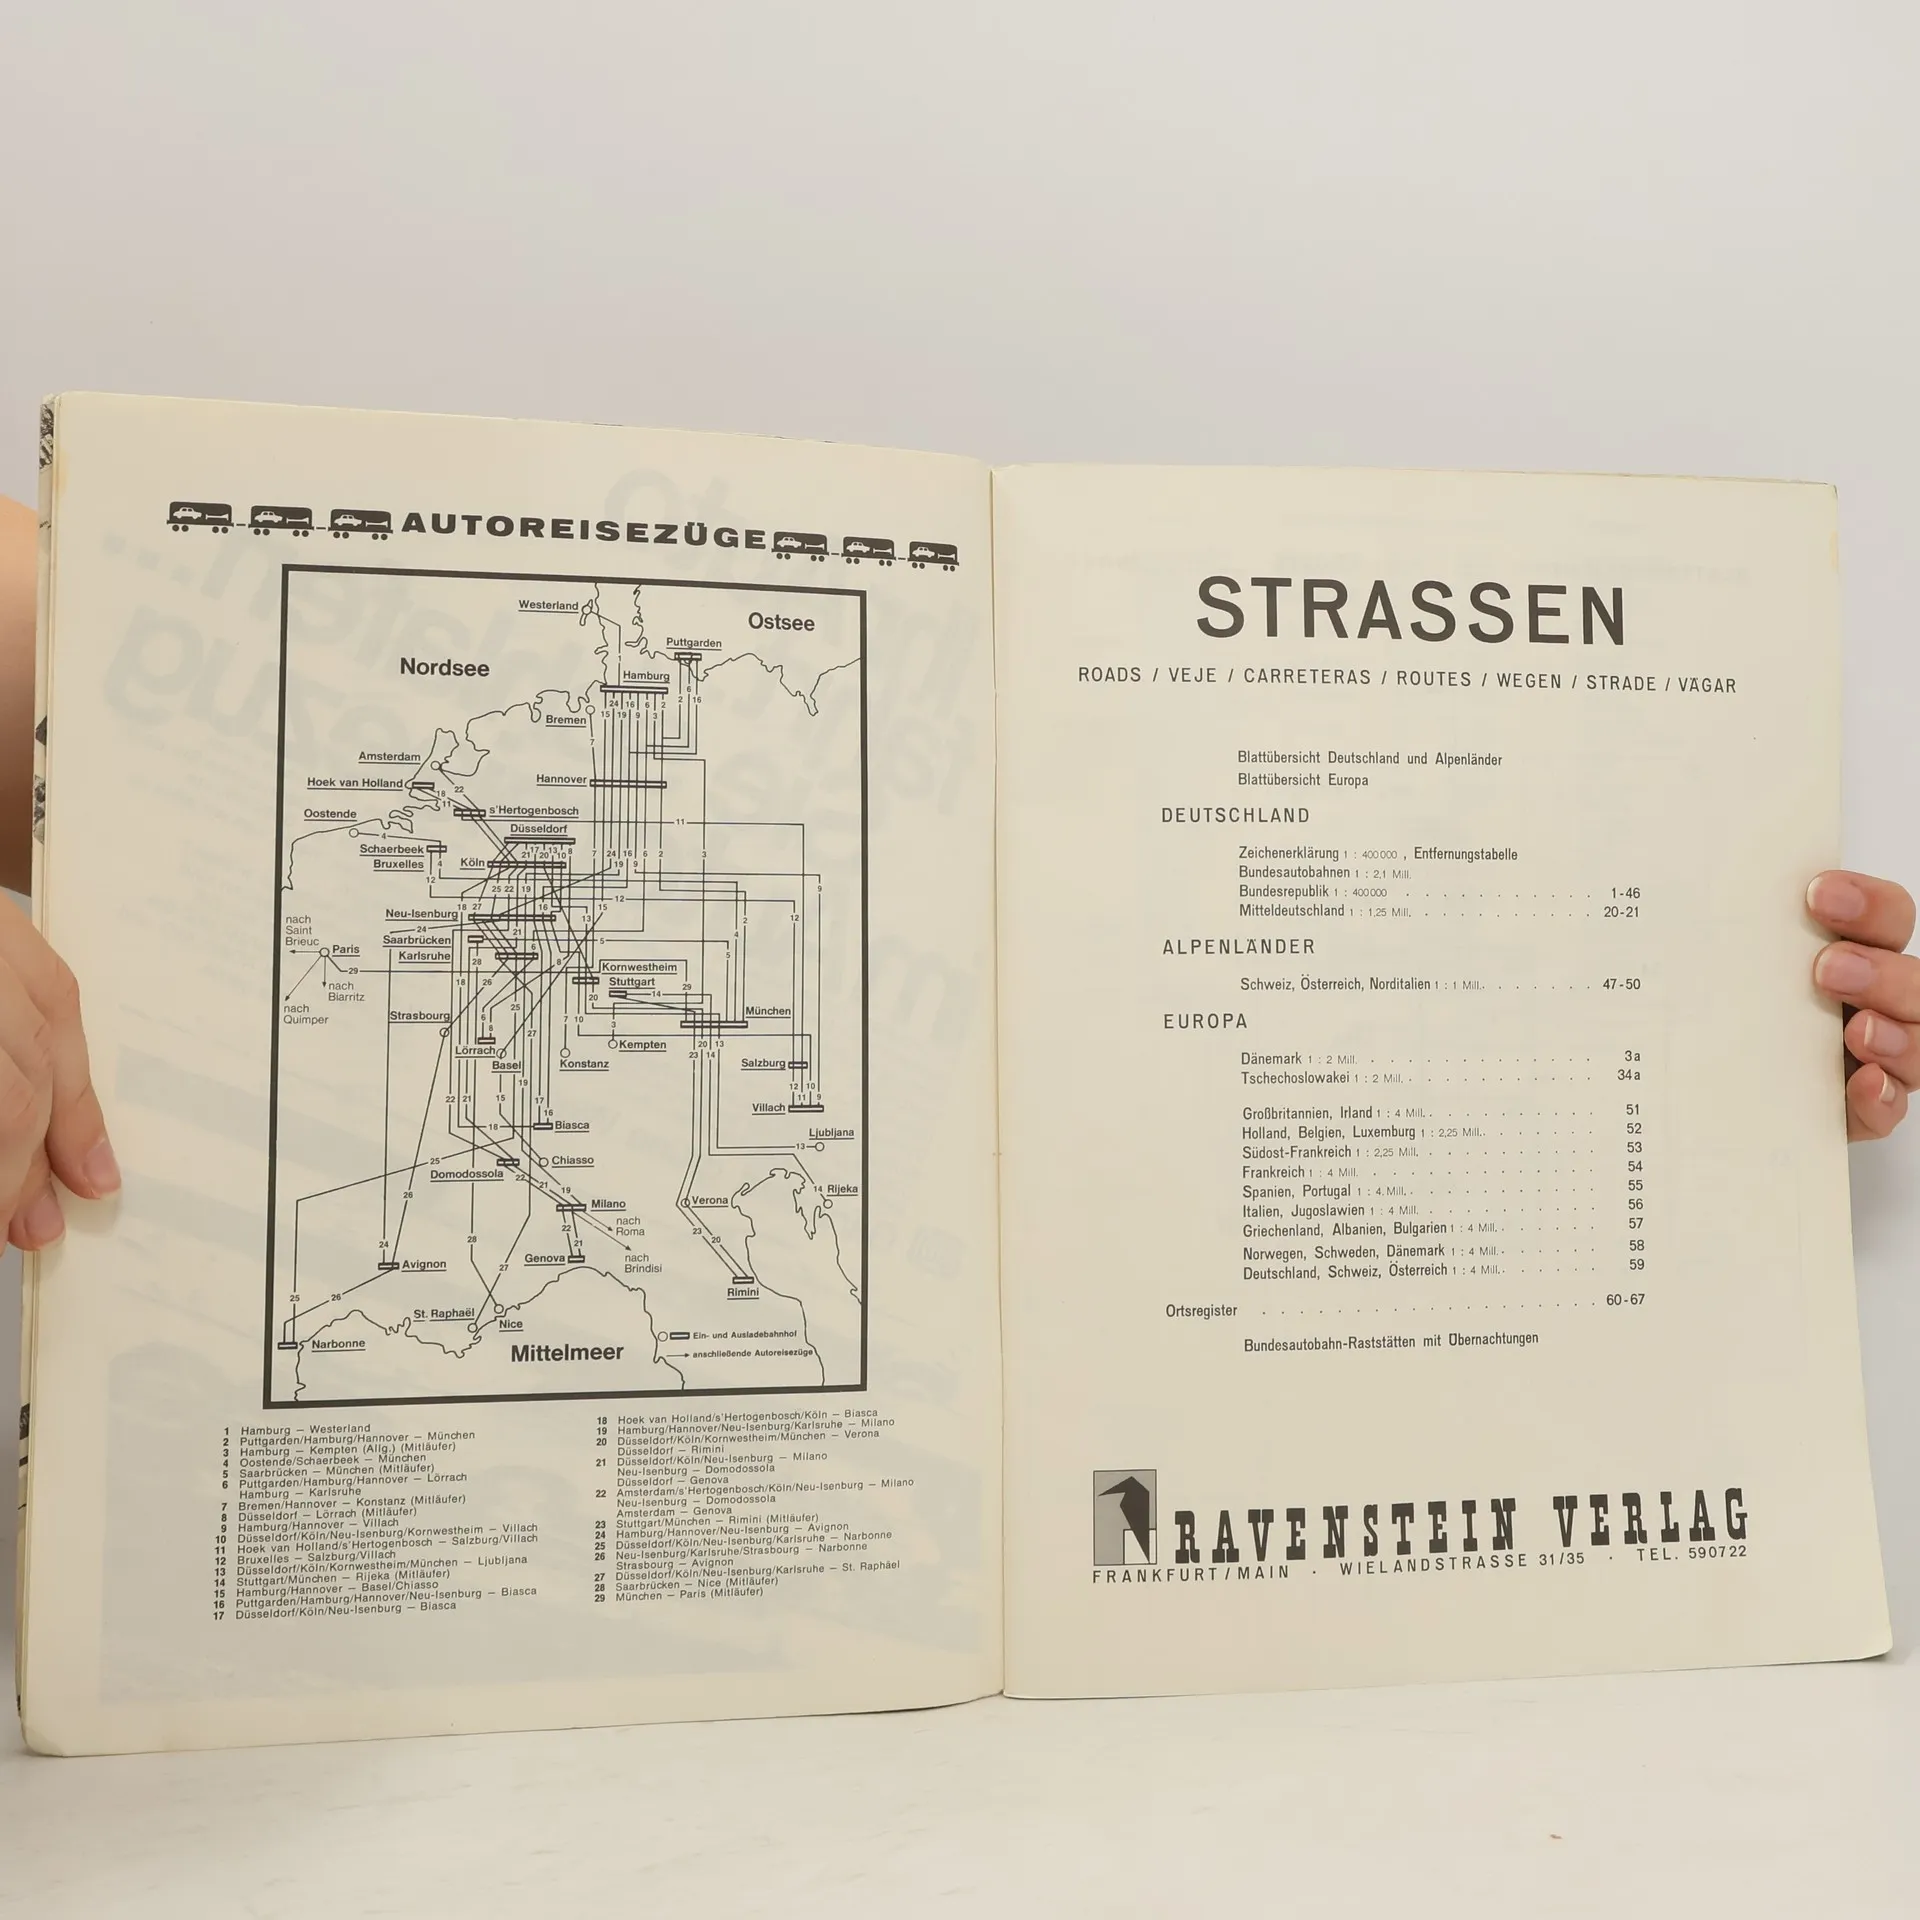 AUTOREISEZÜGE
Westerland
Ostsee
Puttgarden
Nordsee
Hamburg
Bremen
Amsterdam
Hannover
Hoek van Holland
s'Hertogenbosch
Oostende
Düsseldorf
Schaerbeek
Bruxelles
Köln
Neu-Isenburg
nach
Saint
Brieuc
Saarbrücken
Paris
Karlsruhe
Kornwestheim
Stuttgart
nach
Biarritz
nach
Quimper
Strasbourg
München
Lörrach
Kempten
Basel
Konstanz
Salzburg
Villach
Biasca
Ljubljana
Chiasso
Domodossola
Rijeka
Milano
Verona
nach
Roma
Genova
nach
Brindisi
Avignon
Rimini
St. Raphaël
Nice
Narbonne
Mittelmeer
Ein- und Ausladebahnhof
anschließende Autoreisezüge
1 Hamburg – Westerland
2 Puttgarden/Hamburg/Hannover – München
3 Hamburg – Kempten (Allg.) (Mitläufer)
4 Oostende/Schaerbeek – München
5 Saarbrücken – München (Mitläufer)
6 Puttgarden/Hamburg/Hannover – Lörrach
Hamburg – Karlsruhe
7 Bremen/Hannover – Konstanz (Mitläufer)
8 Düsseldorf – Lörrach (Mitläufer)
9 Hamburg/Hannover – Villach
10 Düsseldorf/Köln/Neu-Isenburg/Kornwestheim – Villach
11 Hoek van Holland/s'Hertogenbosch – Salzburg/Villach
12 Bruxelles – Salzburg/Villach
13 Düsseldorf/Köln/Kornwestheim/München – Ljubljana
14 Stuttgart/München – Rijeka (Mitläufer)
15 Hamburg/Hannover – Basel/Chiasso
16 Puttgarden/Hamburg/Hannover/Neu-Isenburg – Biasca
17 Düsseldorf/Köln/Neu-Isenburg – Biasca
18 Hoek van Holland/s'Hertogenbosch/Köln – Biasca
19 Hamburg/Hannover/Neu-Isenburg/Karlsruhe – Milano
20 Düsseldorf/Köln/Kornwestheim/München – Verona
Düsseldorf – Rimini
21 Düsseldorf/Köln/Neu-Isenburg – Milano
Neu-Isenburg – Domodossola
Düsseldorf – Genova
22 Amsterdam/s'Hertogenbosch/Köln/Neu-Isenburg – Milano
Neu-Isenburg – Domodossola
Amsterdam – Genova
23 Stuttgart/München – Rimini (Mitläufer)
24 Hamburg/Hannover/Neu-Isenburg – Avignon
25 Düsseldorf/Köln/Neu-Isenburg/Karlsruhe – Narbonne
26 Neu-Isenburg/Karlsruhe/Strasbourg – Narbonne
Strasbourg – Avignon
27 Düsseldorf/Köln/Neu-Isenburg/Karlsruhe – St. Raphäel
28 Saarbrücken – Nice (Mitläufer)
29 München – Paris (Mitläufer)
STRASSEN
ROADS / VEJE / CARRETERAS / ROUTES / WEGEN / STRADE / VÄGAR
Blattübersicht Deutschland und Alpenländer
Blattübersicht Europa
DEUTSCHLAND
Zeichenerklärung 1 : 400 000 , Entfernungstabelle
Bundesautobahnen 1 : 2,1 Mill.
Bundesrepublik 1 : 400 000 . . . . . . . . . . . 1-46
Mitteldeutschland 1 : 1,25 Mill. . . . . . . . . . . 20-21
ALPENLÄNDER
Schweiz, Österreich, Norditalien 1 : 1 Mill. . . . . . . 47-50
EUROPA
Dänemark 1 : 2 Mill. . . . . . . . . . . . . 3a
Tschechoslowakei 1 : 2 Mill. . . . . . . . . . . 34a
Großbritannien, Irland 1 : 4 Mill. . . . . . . . . . 51
Holland, Belgien, Luxemburg 1 : 2,25 Mill. . . . . . . 52
Südost-Frankreich 1 : 2,25 Mill. . . . . . . . . . 53
Frankreich 1 : 4 Mill. . . . . . . . . . . . . 54
Spanien, Portugal 1 : 4 Mill. . . . . . . . . . . 55
Italien, Jugoslawien 1 : 4 Mill. . . . . . . . . . 56
Griechenland, Albanien, Bulgarien 1 : 4 Mill. . . . . . 57
Norwegen, Schweden, Dänemark 1 : 4 Mill. . . . . . 58
Deutschland, Schweiz, Österreich 1 : 4 Mill. . . . . . 59
Ortsregister . . . . . . . . . . . . . . . . . . 60-67
Bundesautobahn-Raststätten mit Übernachtungen
RAVENSTEIN VERLAG
FRANKFURT/MAIN · WIELANDSTRASSE 31/35 · TEL. 590722